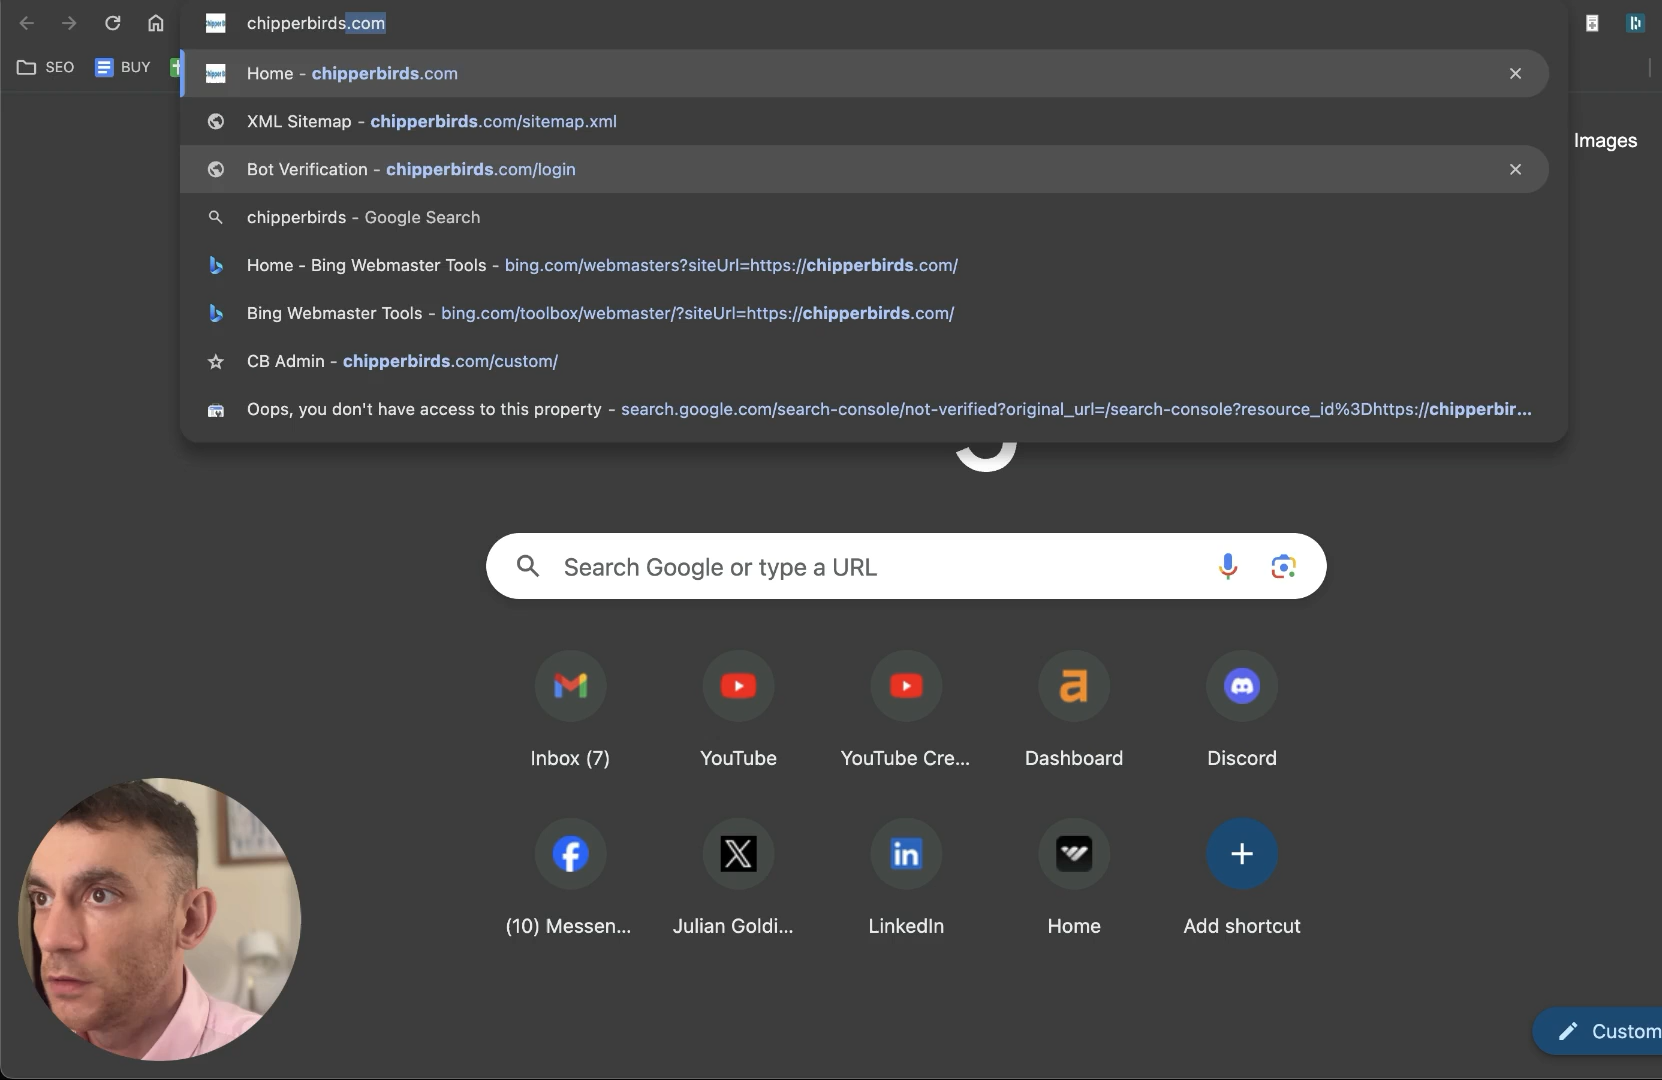 chipperbirds.com
SEO
BUY
Home - chipperbirds.com
XML Sitemap - chipperbirds.com/sitemap.xml
Images
Bot Verification - chipperbirds.com/login
chipperbirds - Google Search
Home - Bing Webmaster Tools - bing.com/webmasters?siteUrl=https://chipperbirds.com/
Bing Webmaster Tools - bing.com/toolbox/webmaster/?siteUrl=https://chipperbirds.com/
CB Admin - chipperbirds.com/custom/
Oops, you don't have access to this property - search.google.com/search-console/not-verified?original_url=/search-console?resource_id%3Dhttps://chipperbir...
Search Google or type a URL
Inbox (7)
YouTube
YouTube Cre...
Dashboard
Discord
(10) Messen...
Julian Goldi...
LinkedIn
Home
Add shortcut
Custom